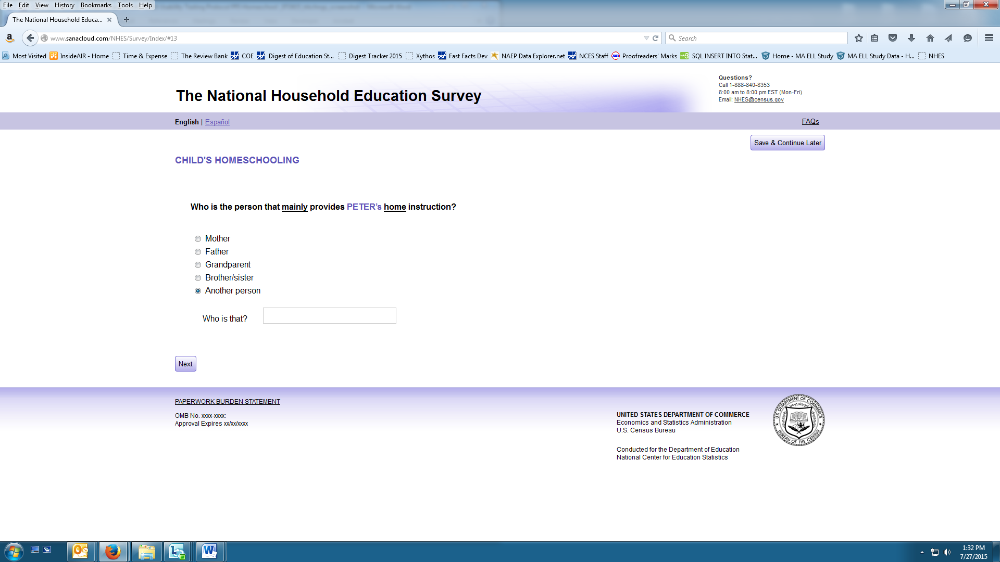 File Edit View History Bookmarks Tools Help
The National Household Educa...
www.sanacloud.com/NHES/Survey/Index/#13
Search
Most Visited InsideAIR - Home Time & Expense The Review Bank COE Digest of Education St... Digest Tracker 2015 Xythos Fast Facts Dev NAEP Data Explorer.net NCES Staff Proofreaders' Marks SQL INSERT INTO Stat... Home - MA ELL Study MA ELL Study Data - H... NHES
Questions?
Call 1-888-840-8353
8:00 am to 8:00 pm EST (Mon-Fri)
Email: NHES@census.gov
The National Household Education Survey
English | Español
FAQs
Save & Continue Later
CHILD'S HOMESCHOOLING
Who is the person that mainly provides PETER’s home instruction?
Mother
Father
Grandparent
Brother/sister
Another person
Who is that?
Next
PAPERWORK BURDEN STATEMENT
OMB No. xxxx-xxxx:
Approval Expires xx/xx/xxxx
UNITED STATES DEPARTMENT OF COMMERCE
Economics and Statistics Administration
U.S. Census Bureau
Conducted for the Department of Education
National Center for Education Statistics
U.S. DEPARTMENT OF COMMERCE
BUREAU OF THE CENSUS
1:32 PM
7/27/2015